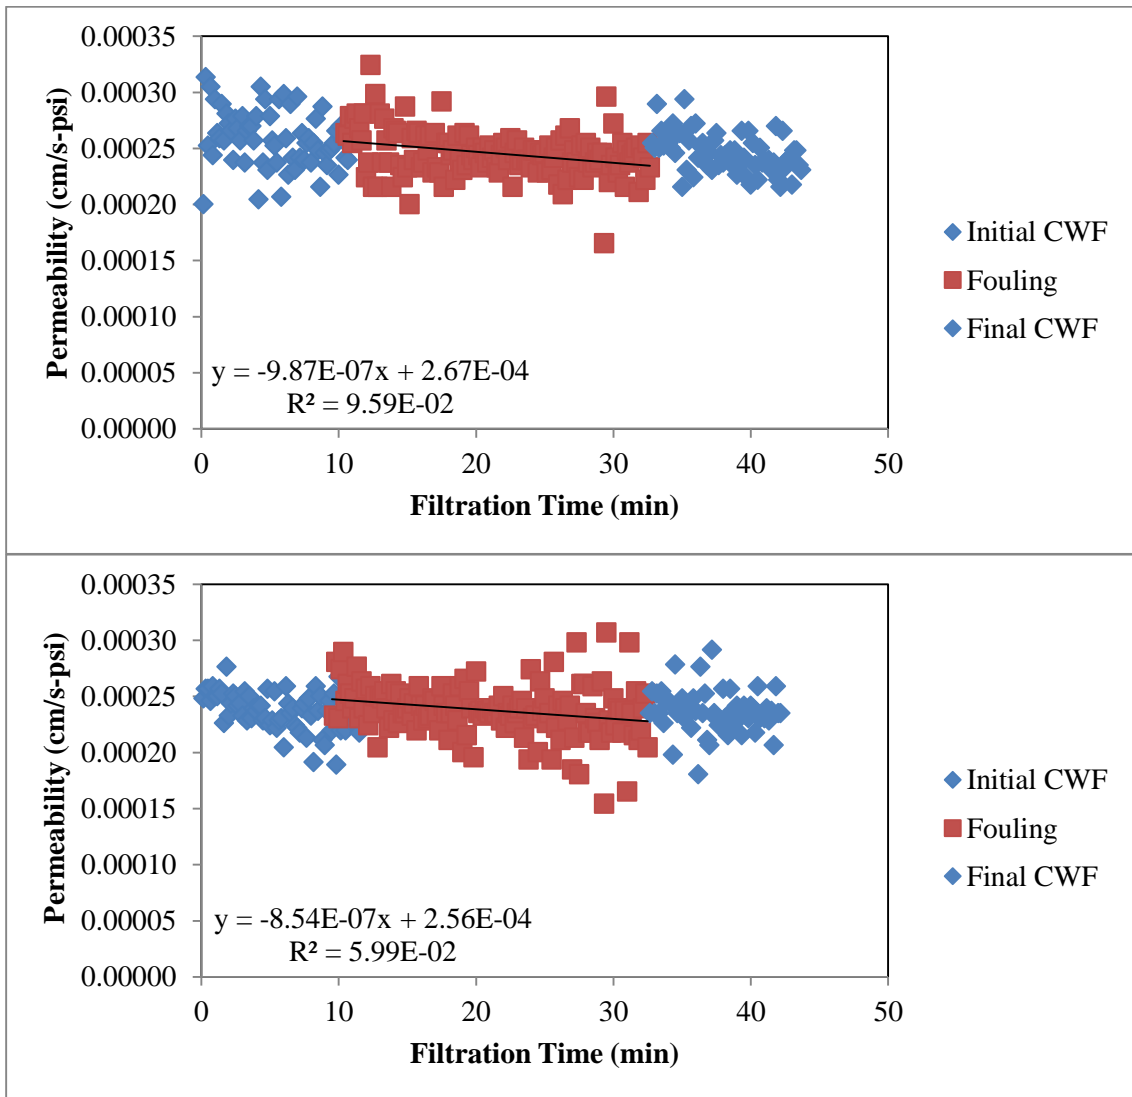 0.00035
0.00030
0.00025
0.00020
0.00015
0.00010
0.00005
0.00000
Permeability (cm/s-psi)
y = -9.87E-07x + 2.67E-04
R² = 9.59E-02
0 10 20 30 40 50
Filtration Time (min)
Initial CWF
Fouling
Final CWF
0.00035
0.00030
0.00025
0.00020
0.00015
0.00010
0.00005
0.00000
Permeability (cm/s-psi)
y = -8.54E-07x + 2.56E-04
R² = 5.99E-02
0 10 20 30 40 50
Filtration Time (min)
Initial CWF
Fouling
Final CWF